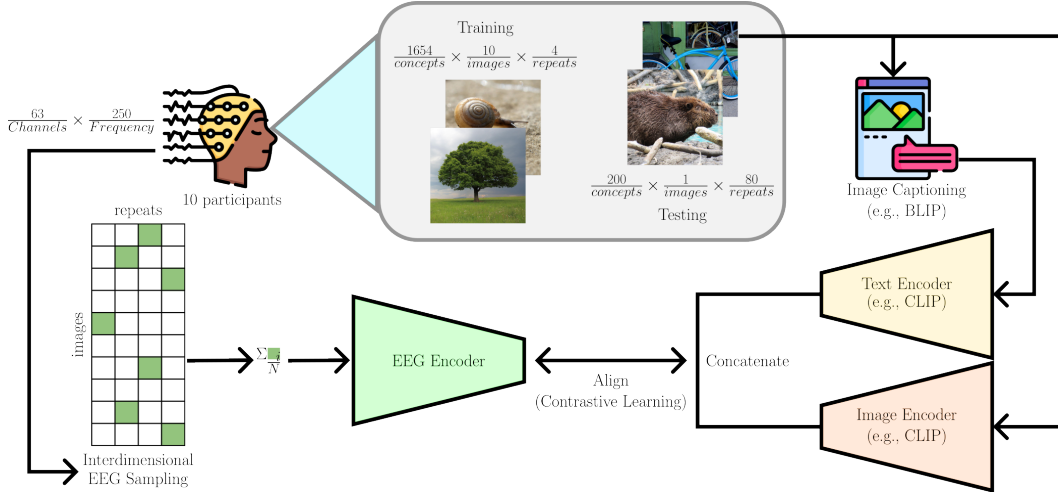 Training
1654 / concepts × 10 / images × 4 / repeats
63 / Channels × 250 / Frequency
10 participants
200 / concepts × 1 / images × 80 / repeats
Testing
Image Captioning
(e.g., BLIP)
repeats
images
Interdimensional
EEG Sampling
Σ i / N
EEG Encoder
Align
(Contrastive Learning)
Concatenate
Text Encoder
(e.g., CLIP)
Image Encoder
(e.g., CLIP)